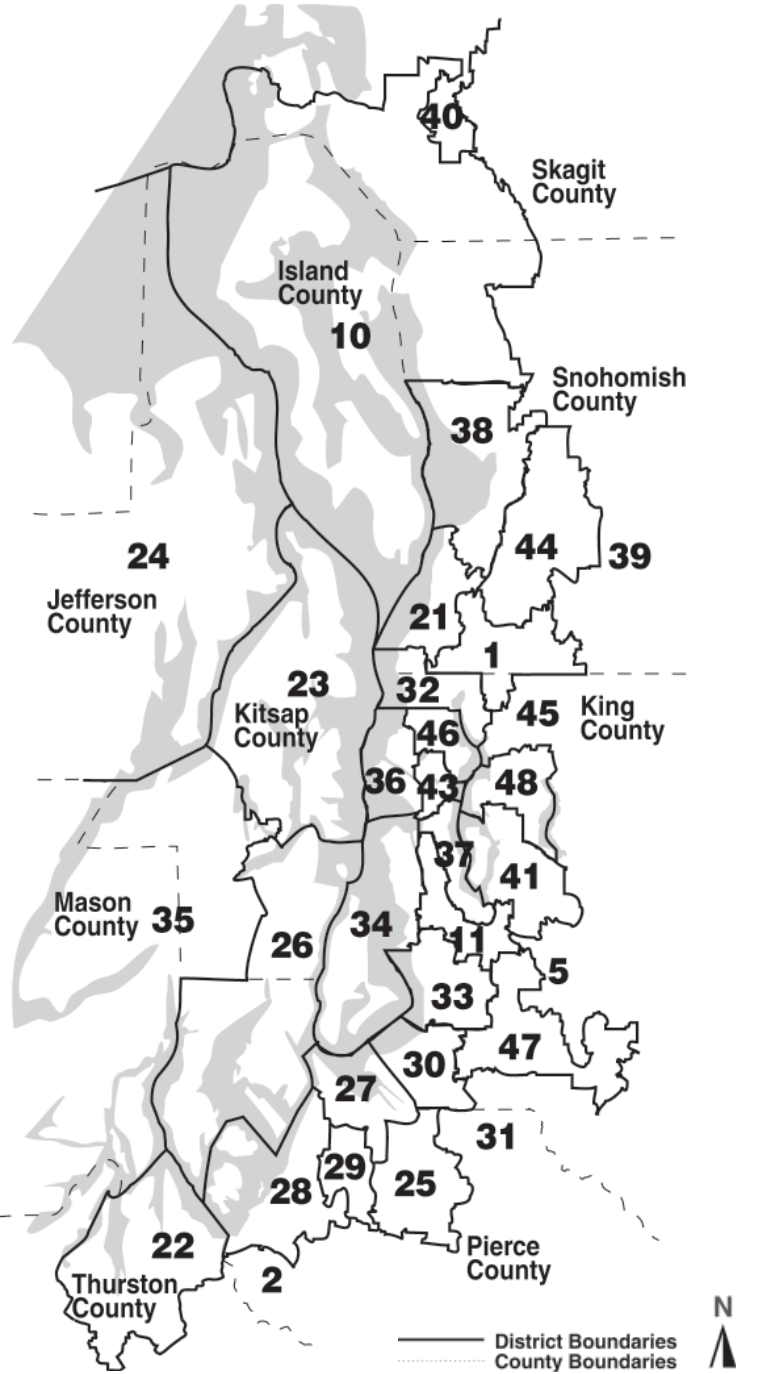 40
Skagit
County
Island
County
10
Snohomish
County
38
24
44
39
Jefferson
County
21
1
23
32
Kitsap
County
45
King
County
46
36
43
48
37
41
Mason
County
35
34
26
11
5
33
47
30
27
31
29
28
25
22
Pierce
County
2
Thurston
County
N
District Boundaries
County Boundaries